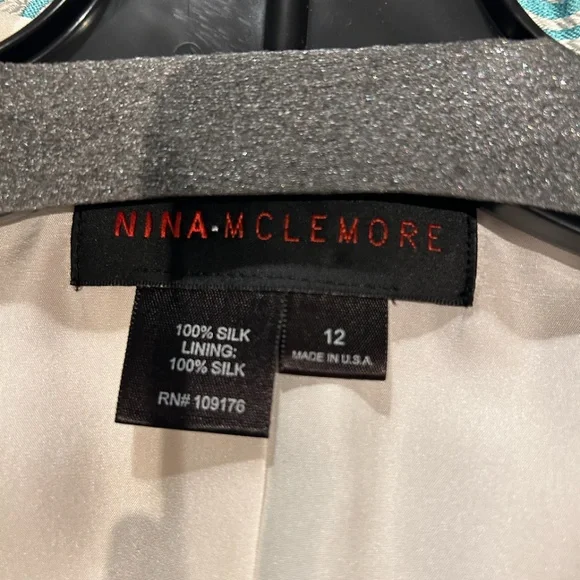 NINA-MCLEMORE
100% SILK
LINING:
100% SILK
RN# 109176
12
MADE IN U.S.A.